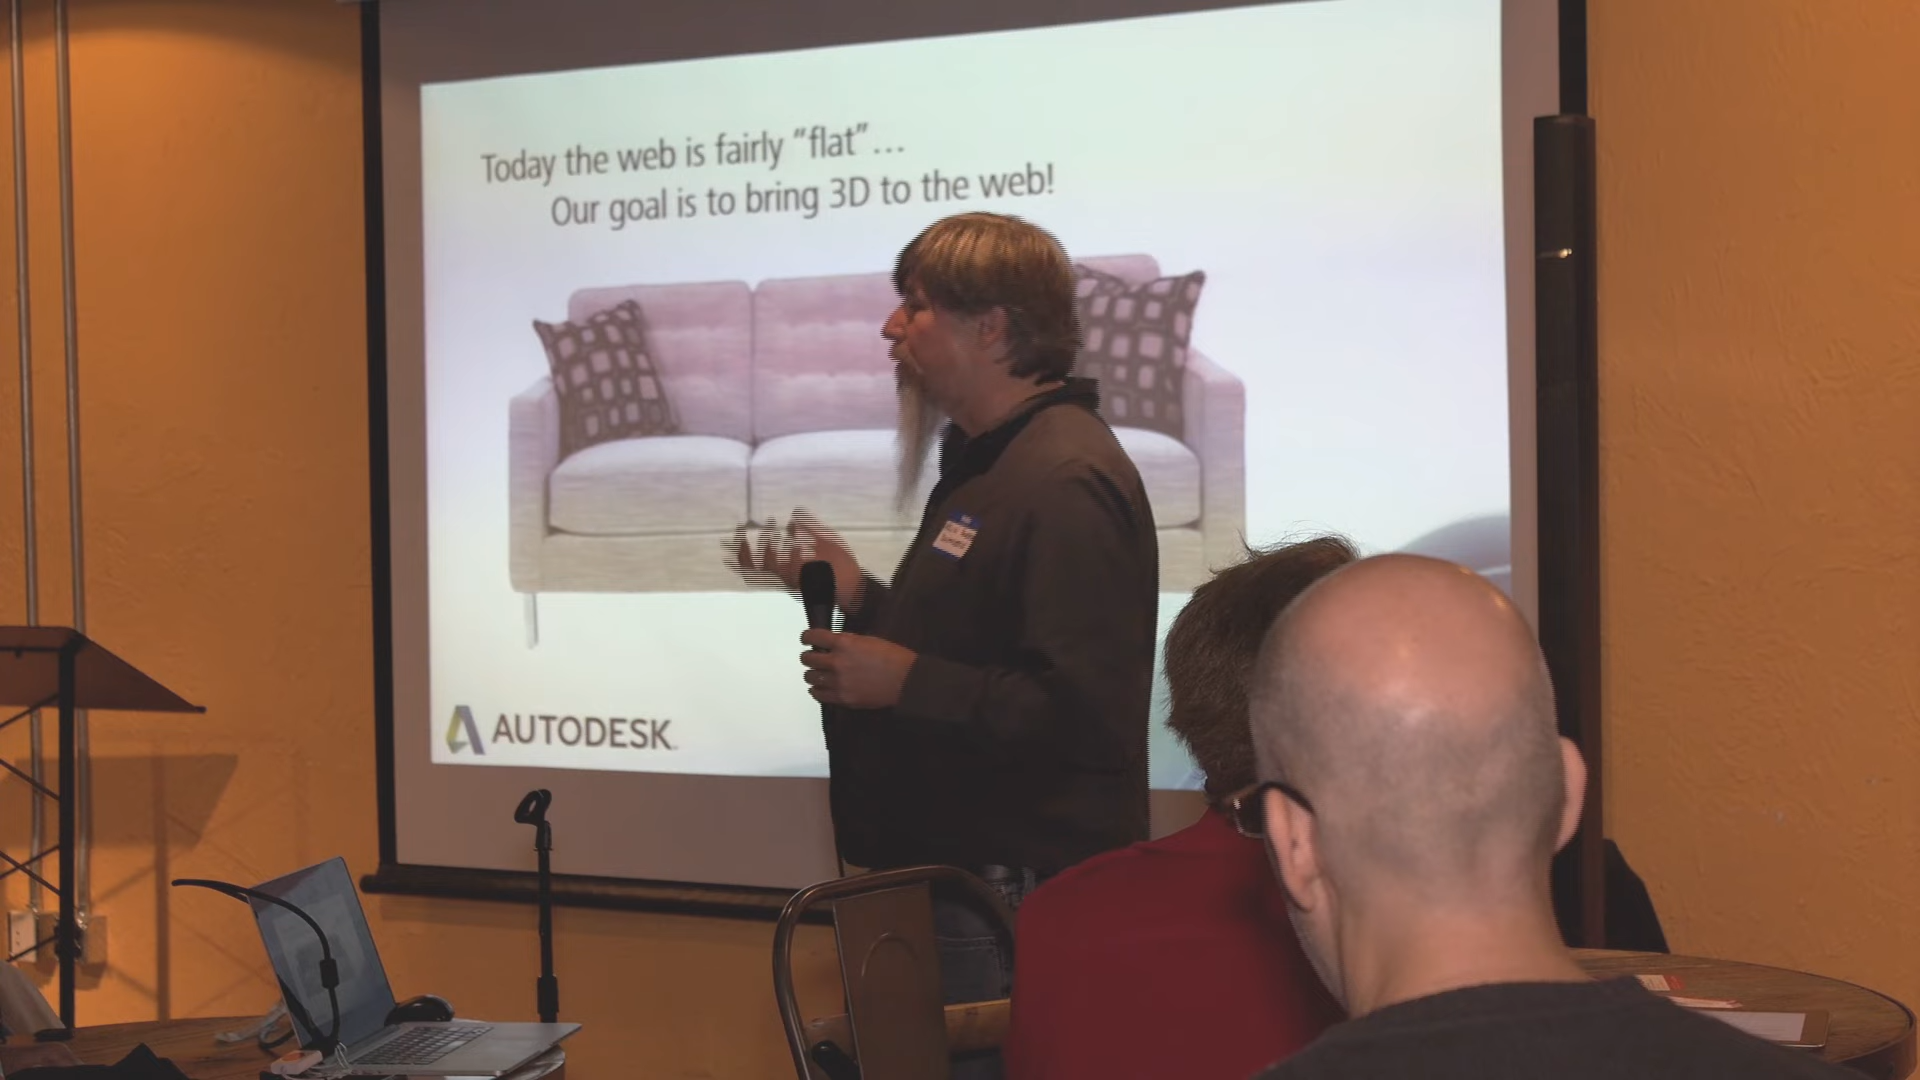 Today the web is fairly “flat”...
Our goal is to bring 3D to the web!
AUTODESK